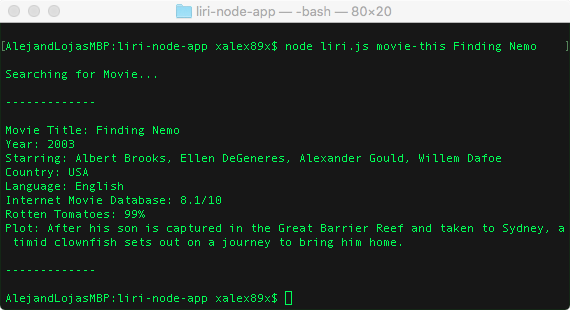 liri-node-app — -bash — 80×20
[AlejandLojasMBP:liri-node-app xalex89x$ node liri.js movie-this Finding Nemo ]
Searching for Movie...
-------------
Movie Title: Finding Nemo
Year: 2003
Starring: Albert Brooks, Ellen DeGeneres, Alexander Gould, Willem Dafoe
Country: USA
Language: English
Internet Movie Database: 8.1/10
Rotten Tomatoes: 99%
Plot: After his son is captured in the Great Barrier Reef and taken to Sydney, a
timid clownfish sets out on a journey to bring him home.
-------------
AlejandLojasMBP:liri-node-app xalex89x$